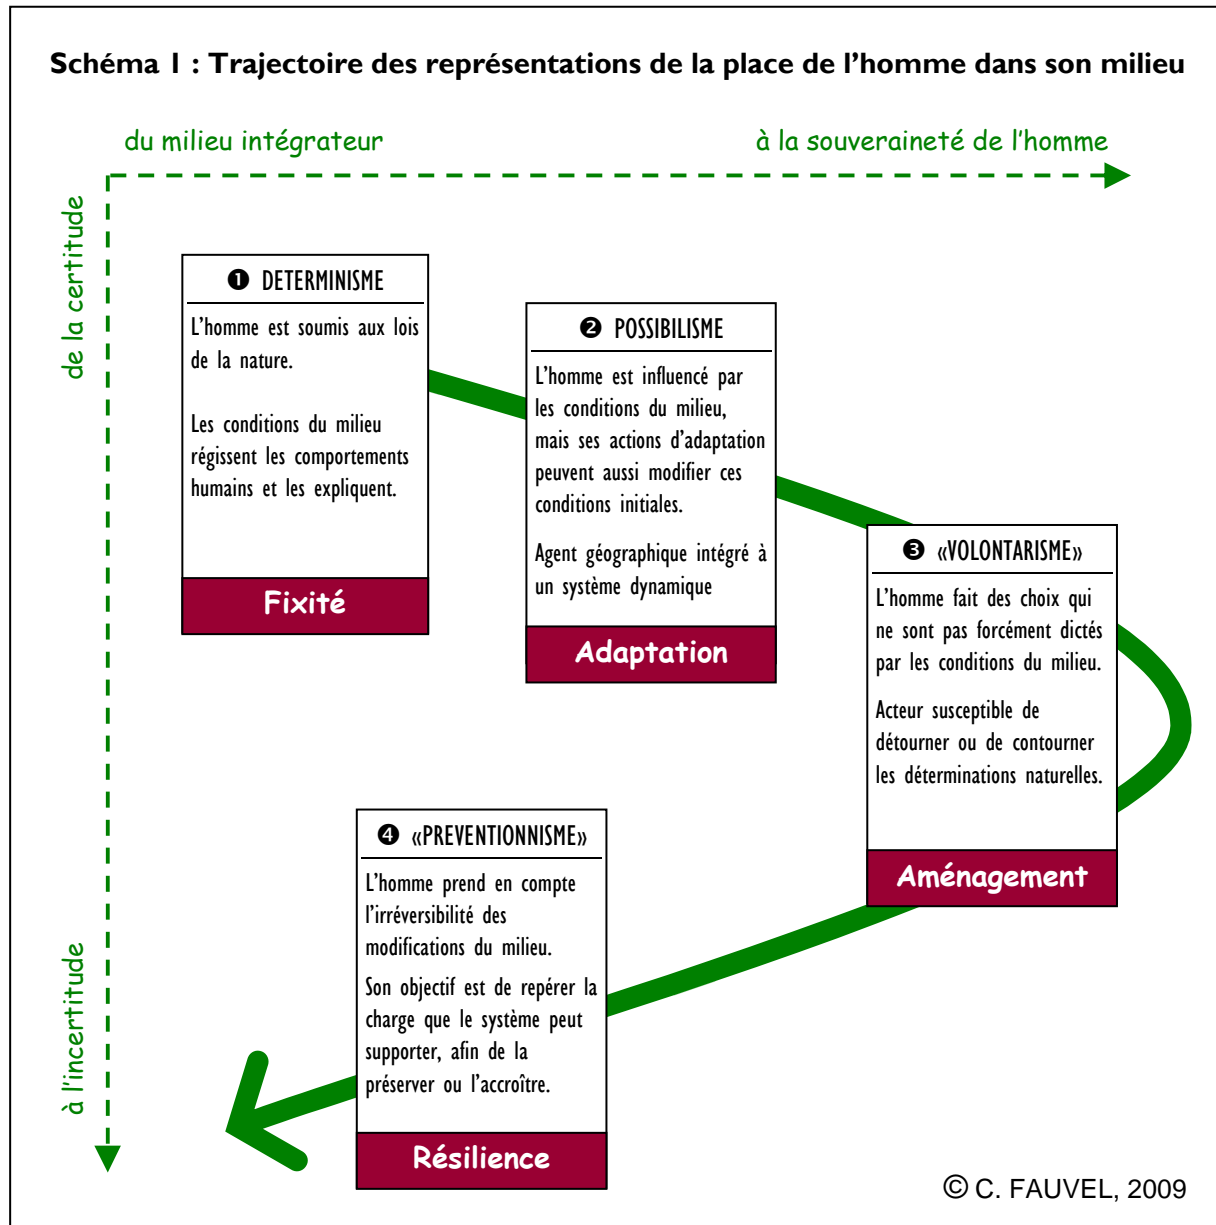 Schéma 1 : Trajectoire des représentations de la place de l'homme dans son milieu
du milieu intégrateur
à la souveraineté de l'homme
de la certitude
à l'incertitude
❶ DETERMINISME
L'homme est soumis aux lois
de la nature.
Les conditions du milieu
régissent les comportements
humains et les expliquent.
Fixité
❷ POSSIBILISME
L'homme est influencé par
les conditions du milieu,
mais ses actions d'adaptation
peuvent aussi modifier ces
conditions initiales.
Agent géographique intégré à
un système dynamique
Adaptation
❸ «VOLONTARISME»
L'homme fait des choix qui
ne sont pas forcément dictés
par les conditions du milieu.
Acteur susceptible de
détourner ou de contourner
les déterminations naturelles.
Aménagement
❹ «PREVENTIONNISME»
L'homme prend en compte
l'irréversibilité des
modifications du milieu.
Son objectif est de repérer la
charge que le système peut
supporter, afin de la
préserver ou l'accroître.
Résilience
© C. FAUVEL, 2009